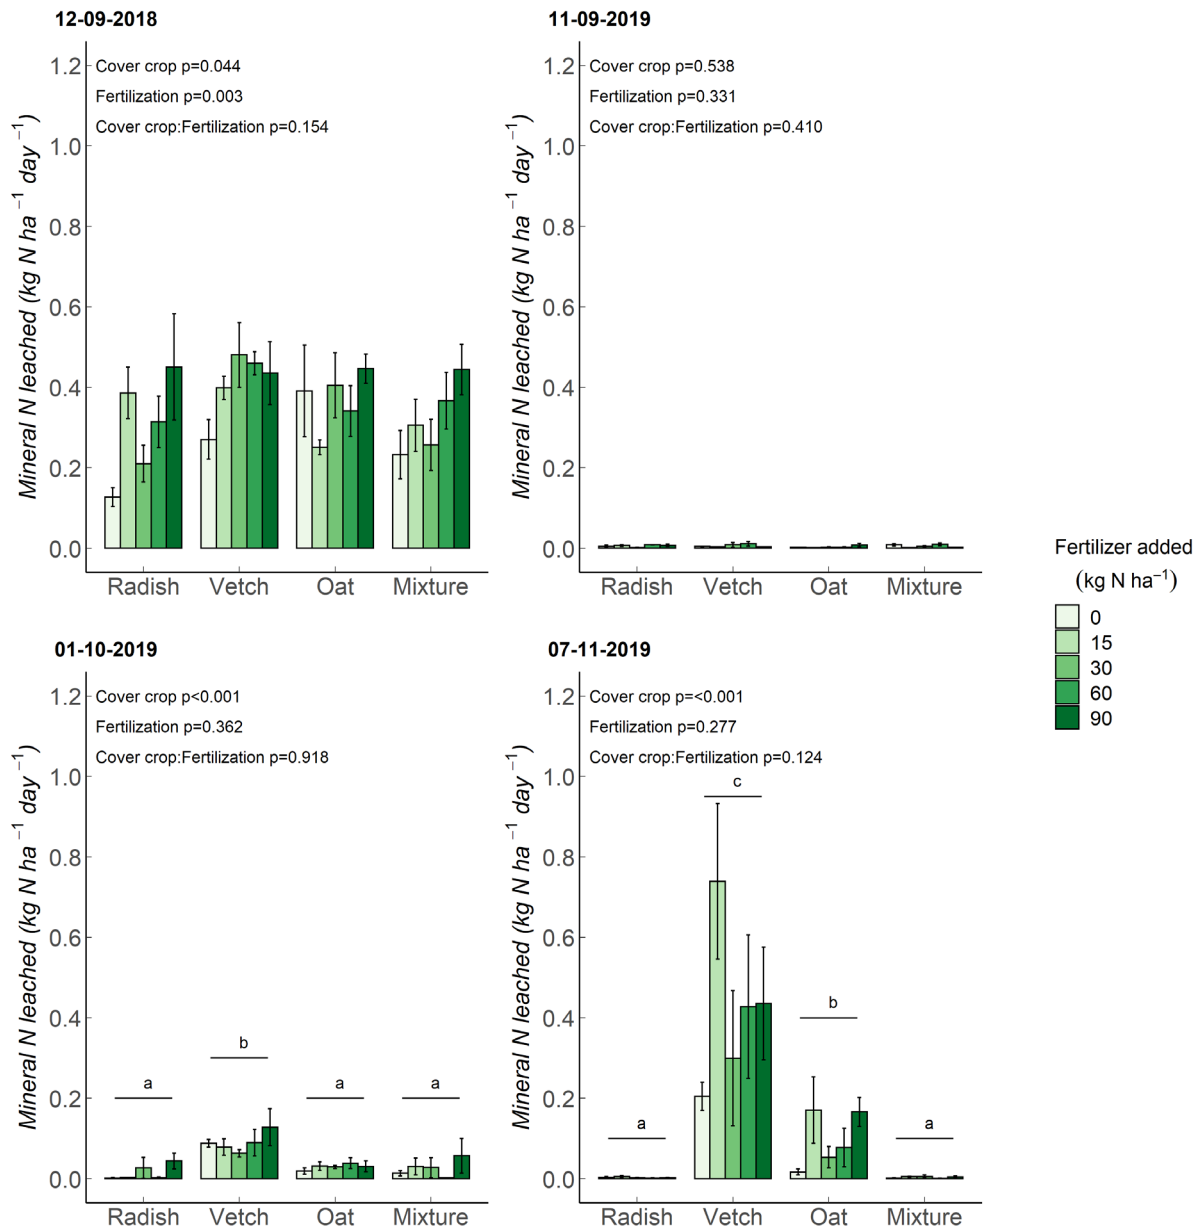 12-09-2018
Cover crop p=0.044
Fertilization p=0.003
Cover crop:Fertilization p=0.154
Mineral N leached (kg N ha⁻¹ day⁻¹)
1.2
1.0
0.8
0.6
0.4
0.2
0.0
Radish Vetch Oat Mixture
11-09-2019
Cover crop p=0.538
Fertilization p=0.331
Cover crop:Fertilization p=0.410
Mineral N leached (kg N ha⁻¹ day⁻¹)
1.2
1.0
0.8
0.6
0.4
0.2
0.0
Radish Vetch Oat Mixture
01-10-2019
Cover crop p<0.001
Fertilization p=0.362
Cover crop:Fertilization p=0.918
Mineral N leached (kg N ha⁻¹ day⁻¹)
1.2
1.0
0.8
0.6
0.4
0.2
0.0
a b a a
Radish Vetch Oat Mixture
07-11-2019
Cover crop p=<0.001
Fertilization p=0.277
Cover crop:Fertilization p=0.124
Mineral N leached (kg N ha⁻¹ day⁻¹)
1.2
1.0
0.8
0.6
0.4
0.2
0.0
a c b a
Radish Vetch Oat Mixture
Fertilizer added
(kg N ha⁻¹)
0
15
30
60
90